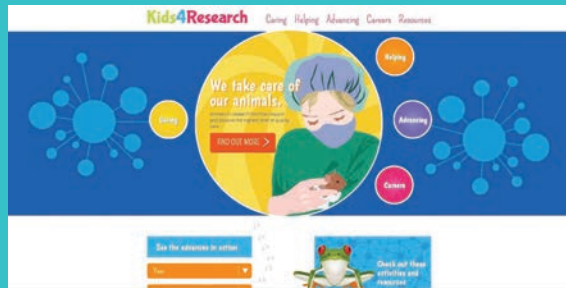 Kids4Research
Caring Helping Advancing Careers Resources
We take care of
our animals.
FIND OUT MORE >
Helping
Caring
Advancing
Careers
See the advances in action
Check out these
activities and
resources